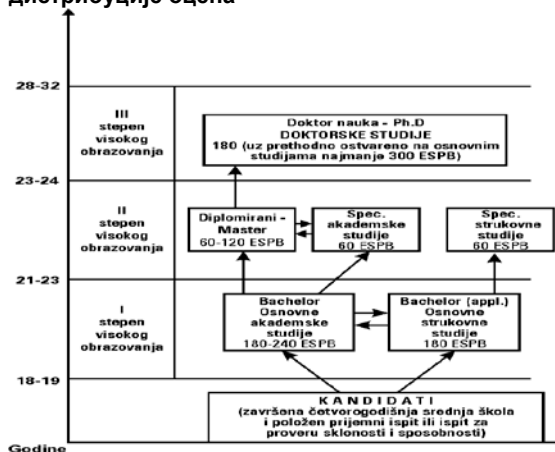 дистрибуције оцена
28-32
III
stepen
visokog
obrazovanja
Doktor nauka - Ph.D
DOKTORSKE STUDIJE
180 (uz prethodno ostvareno na osnovnim
studijama najmanje 300 ESPB)
23-24
II
stepen
visokog
obrazovanja
Diplomirani -
Master
60-120 ESPB
Spec.
akademske
studije
60 ESPB
Spec.
strukovne
studije
60 ESPB
21-23
I
stepen
visokog
obrazovanja
Bachelor
Osnovne
akademske
studije
180-240 ESPB
Bachelor (appl.)
Osnovne
strukovne
studije
180 ESPB
18-19
KANDIDATI
(završena četvorogodišnja srednja škola
i položen prijemni ispit ili ispit za
proveru sklonosti i sposobnosti)
Godine